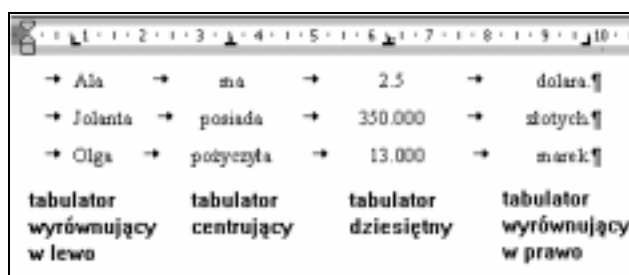 1 2 3 4 5 6 7 8 9 10
→ Ala → ma → 2.5 → dolara.¶
→ Jolanta → posiada → 350.000 → złotych.¶
→ Olga → pożyczyła → 13.000 → marek.¶
tabulator wyrównujący w lewo
tabulator centrujący
tabulator dziesiętny
tabulator wyrównujący w prawo